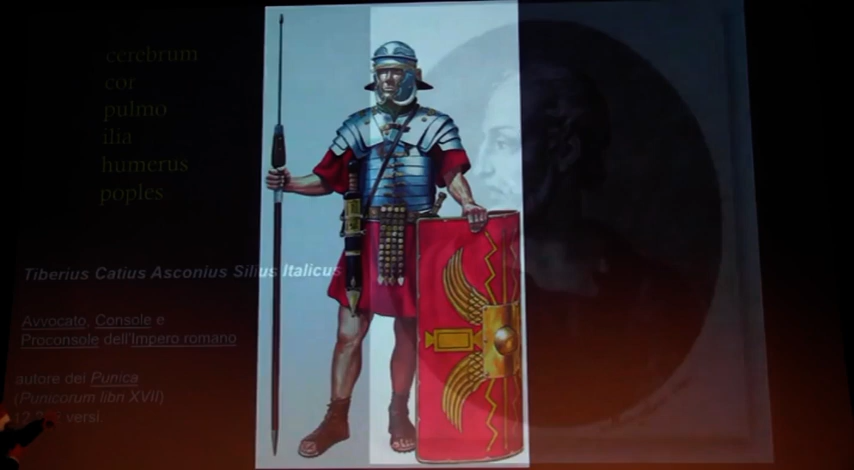 cerebrum
cor
pulmo
ilia
humerus
poples
Tiberius Catius Asconius Silius Italicus
Avvocato, Console e
Proconsole dell'Impero romano
autore dei Punica
(Punicorum libri XVII)
versi